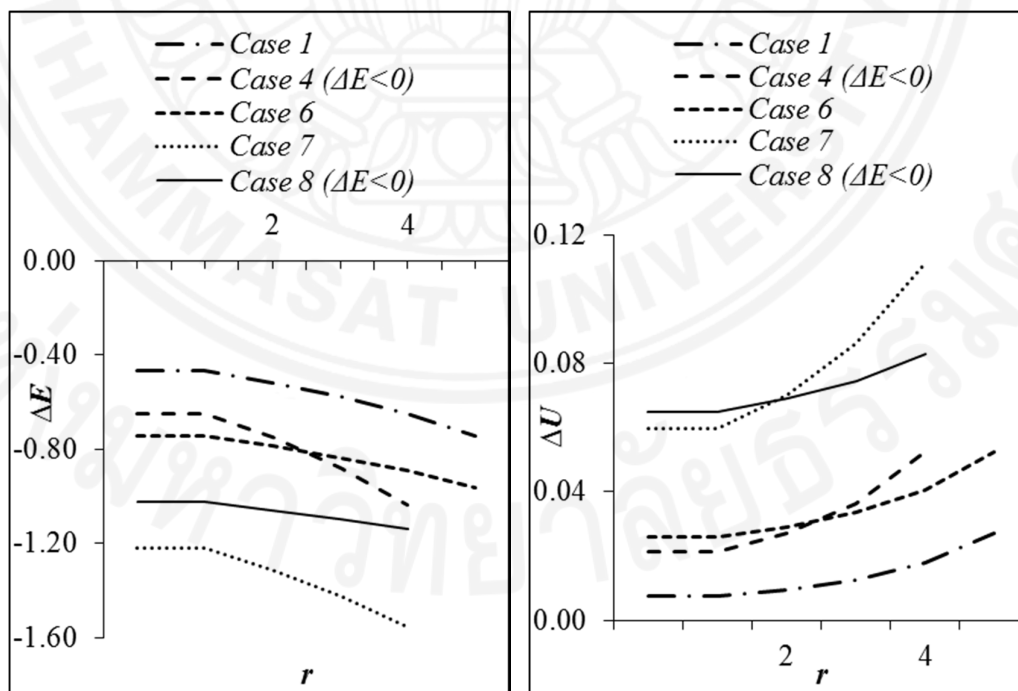 Case 1
Case 4 (ΔE<0)
Case 6
Case 7
Case 8 (ΔE<0)
2 4
0.00
-0.40
-0.80
-1.20
-1.60
ΔE
r
Case 1
Case 4 (ΔE<0)
Case 6
Case 7
Case 8 (ΔE<0)
0.12
0.08
0.04
0.00
ΔU
2 4
r
THAMMASAT UNIVERSITY